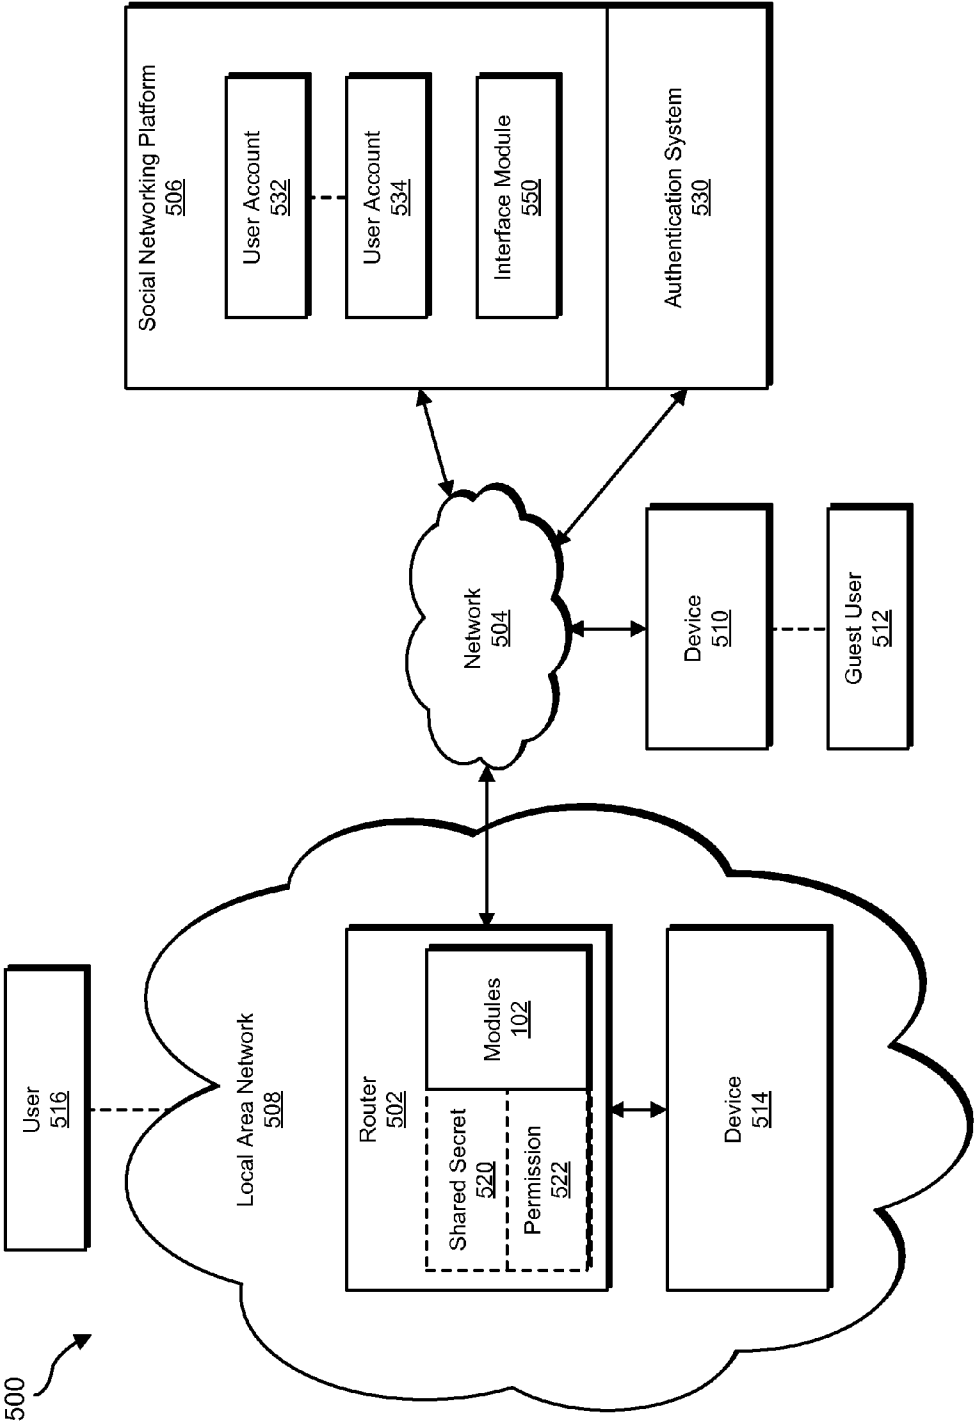 500
User
516
Local Area Network
508
Router
502
Shared Secret
520
Permission
522
Modules
102
Device
514
Network
504
Device
510
Guest User
512
Social Networking Platform
506
User Account
532
User Account
534
Interface Module
550
Authentication System
530